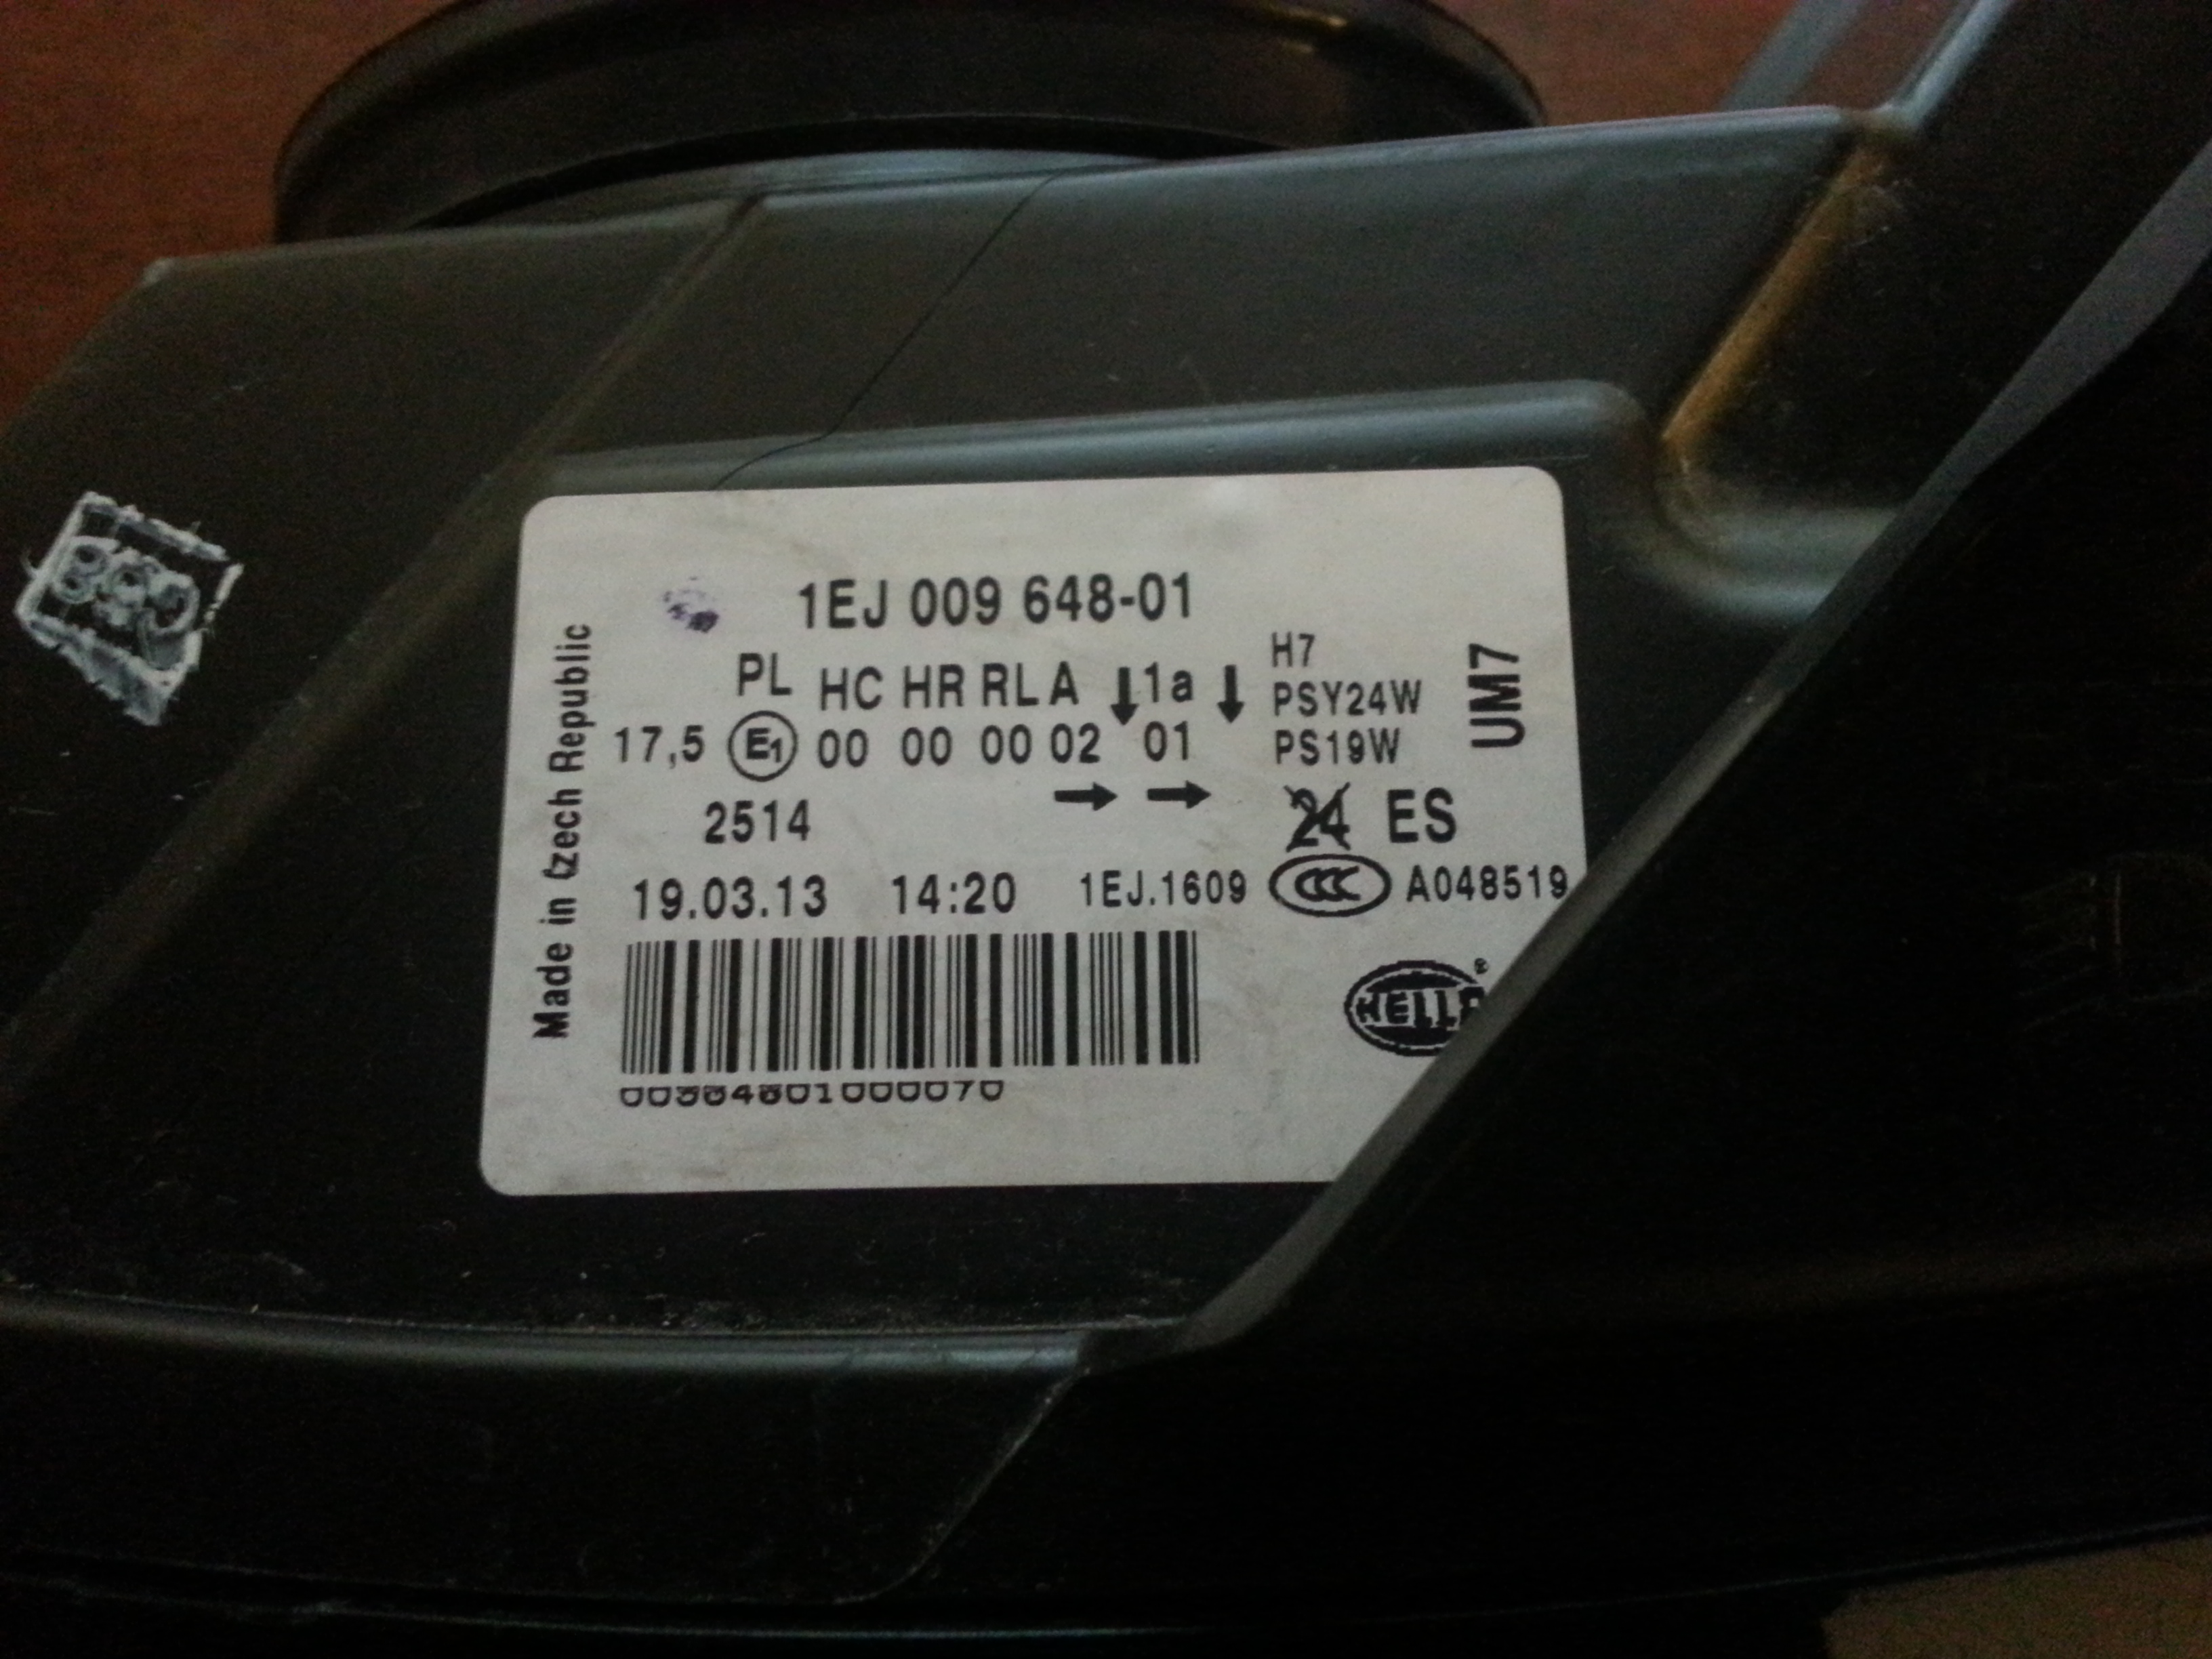 1EJ 009 648-01
PL HC HR RL A ↓ 1a ↓
17,5 E1 00 00 00 02 01
→ →
2514
H7
PSY24W
PS19W
UM7
24 ES
19.03.13 14:20 1EJ.1609 CCC A048519
HELLA ®
Made in Czech Republic